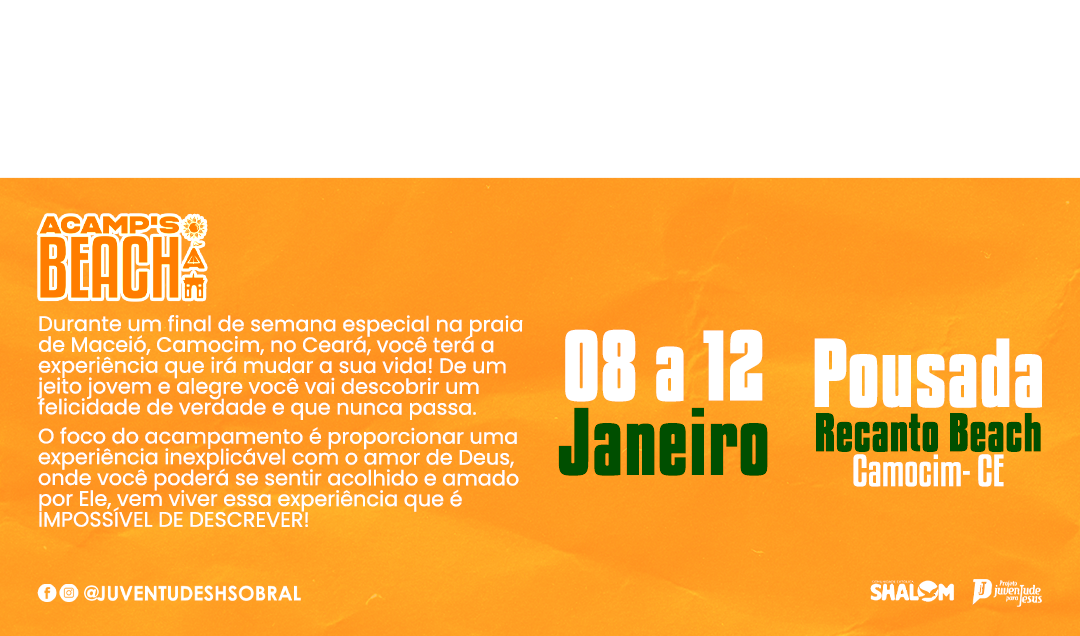 ACAMP'S
BEACH
Durante um final de semana especial na praia
de Maceió, Camocim, no Ceará, você terá a
experiência que irá mudar a sua vida! De um
jeito jovem e alegre você vai descobrir um
felicidade de verdade e que nunca passa.
O foco do acampamento é proporcionar uma
experiência inexplicável com o amor de Deus,
onde você poderá se sentir acolhido e amado
por Ele, vem viver essa experiência que é
IMPOSSÍVEL DE DESCREVER!
08 a 12
Janeiro
Pousada
Recanto Beach
Camocim- CE
@JUVENTUDESHSOBRAL
SHALOM
Projeto
juventude
para Jesus